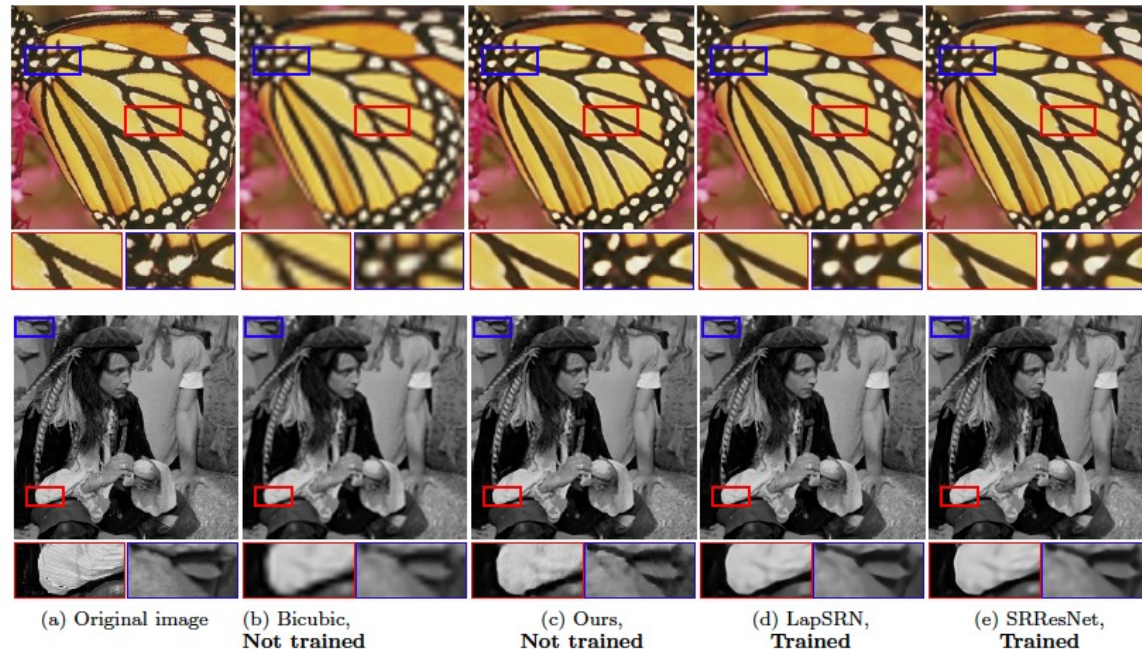 (a) Original image
(b) Bicubic,
Not trained
(c) Ours,
Not trained
(d) LapSRN,
Trained
(e) SRResNet,
Trained